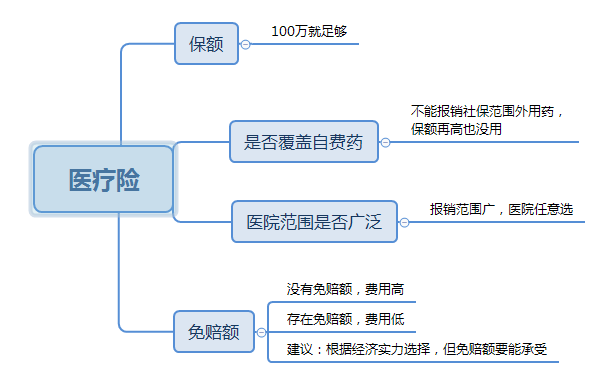 医疗险
保额
100万就足够
是否覆盖自费药
不能报销社保范围外用药，
保额再高也没用
医院范围是否广泛
报销范围广，医院任意选
免赔额
没有免赔额，费用高
存在免赔额，费用低
建议：根据经济实力选择，但免赔额要能承受